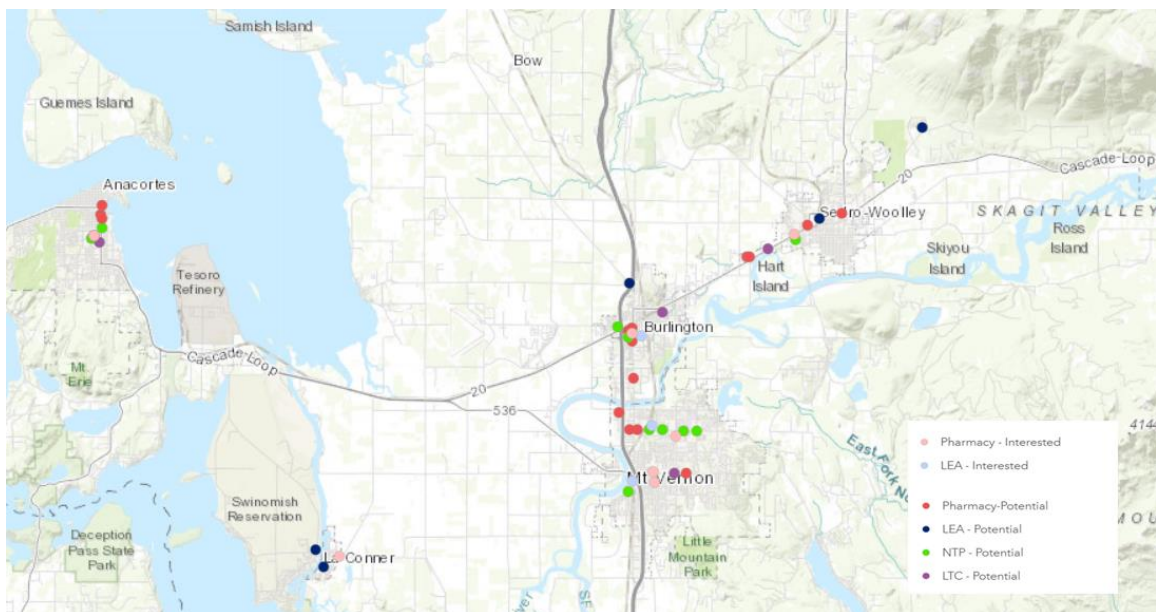 Samish Island
Bow
Guemes Island
Anacortes
Cascade-Loop
20
Sedro-Woolley
SKAGIT VALLEY
Ross
Island
Skiyou
Island
Hart
Island
Tesoro
Refinery
Burlington
Mt
Erie
Cascade-Loop
20
536
Mt Vernon
Swinomish
Reservation
Deception
Pass State
Park
La Conner
Little
Mountain
Park
East Fork
4144
Pharmacy - Interested
LEA - Interested
Pharmacy-Potential
LEA - Potential
NTP - Potential
LTC - Potential